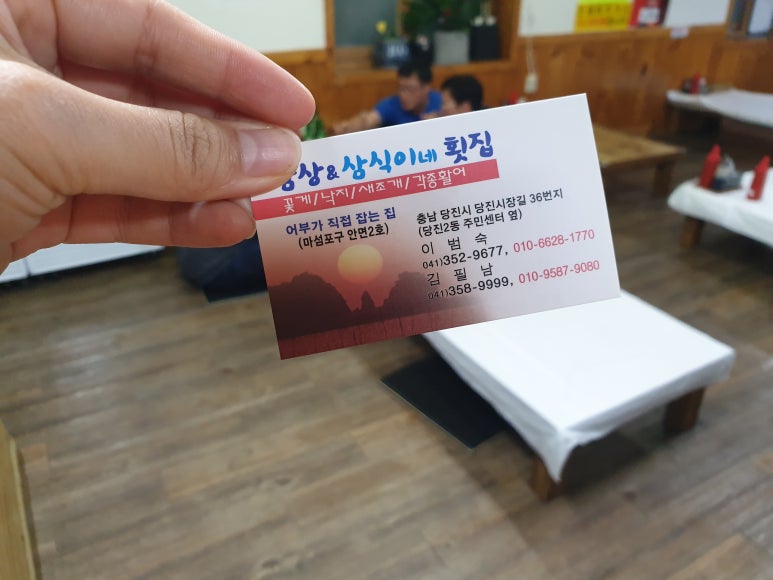 상&상식이네 횟집
꽃게/낙지/새조개/각종활어
어부가 직접 잡는 집
(마섬포구 안면2호)
충남 당진시 당진시장길 36번지
(당진2동 주민센터 옆)
이 범 숙
041)352-9677, 010-6628-1770
김 필 남
041)358-9999, 010-9587-9080